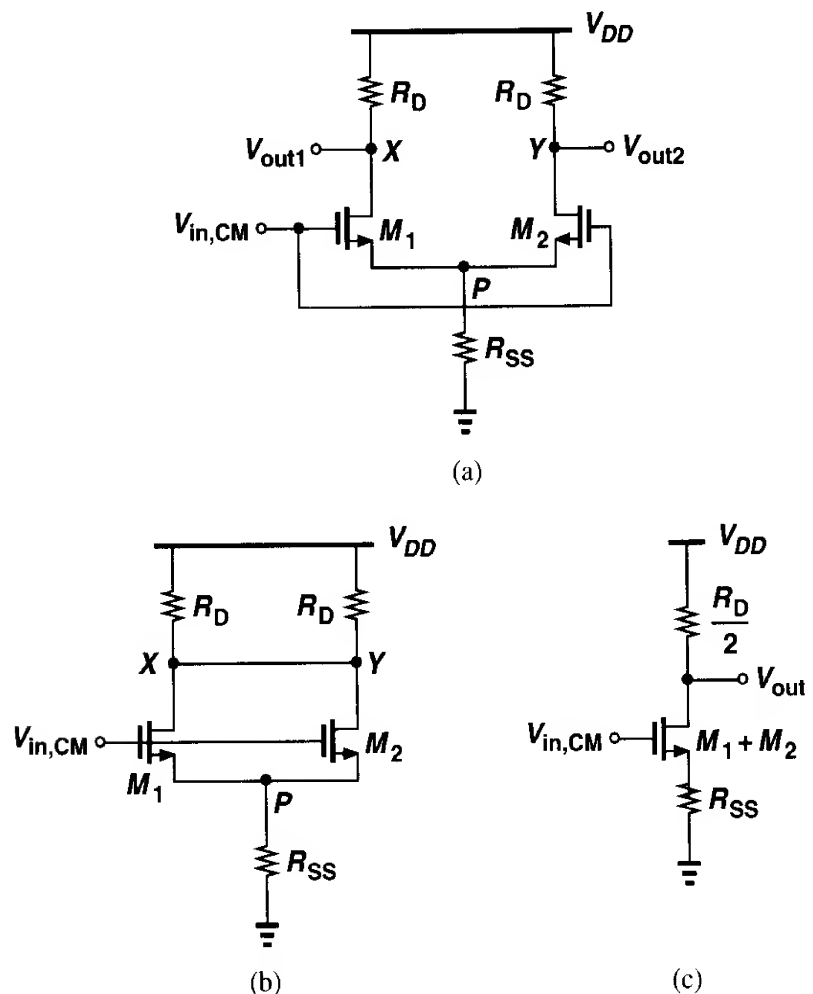 V_DD
R_D R_D
V_out1 X Y V_out2
V_in,CM M_1 M_2
P
R_SS
(a)
V_DD
R_D R_D
X Y
V_in,CM M_1 M_2
P
R_SS
(b)
V_DD
R_D
2
V_out
V_in,CM M_1 + M_2
R_SS
(c)